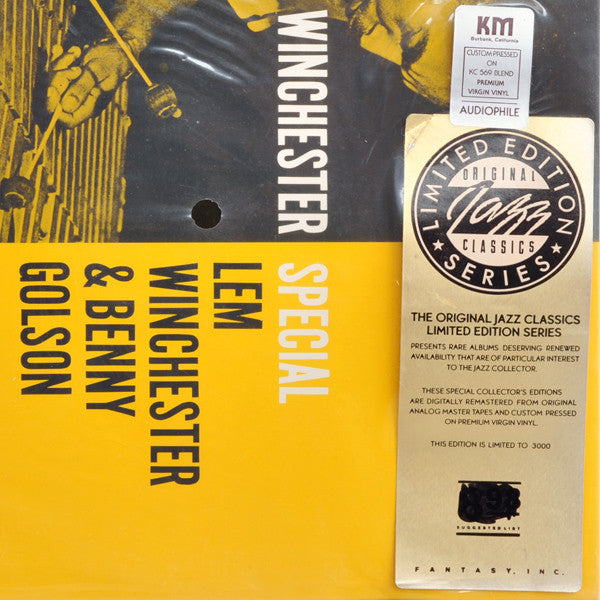 WINCHESTER SPECIAL
LEM
WINCHESTER
& BENNY
GOLSON
KM
Burbank, California
CUSTOM PRESSED
ON
KC 569 BLEND
PREMIUM
VIRGIN VINYL
AUDIOPHILE
LIMITED EDITION
ORIGINAL
Jazz
CLASSICS
SERIES
THE ORIGINAL JAZZ CLASSICS
LIMITED EDITION SERIES
PRESENTS RARE ALBUMS DESERVING RENEWED
AVAILABILITY THAT ARE OF PARTICULAR INTEREST
TO THE JAZZ COLLECTOR.
THESE SPECIAL COLLECTOR'S EDITIONS
ARE DIGITALLY REMASTERED FROM ORIGINAL
ANALOG MASTER TAPES AND CUSTOM PRESSED
ON PREMIUM VIRGIN VINYL.
THIS EDITION IS LIMITED TO 3000
SUGGESTED LIST
FANTASY, INC.